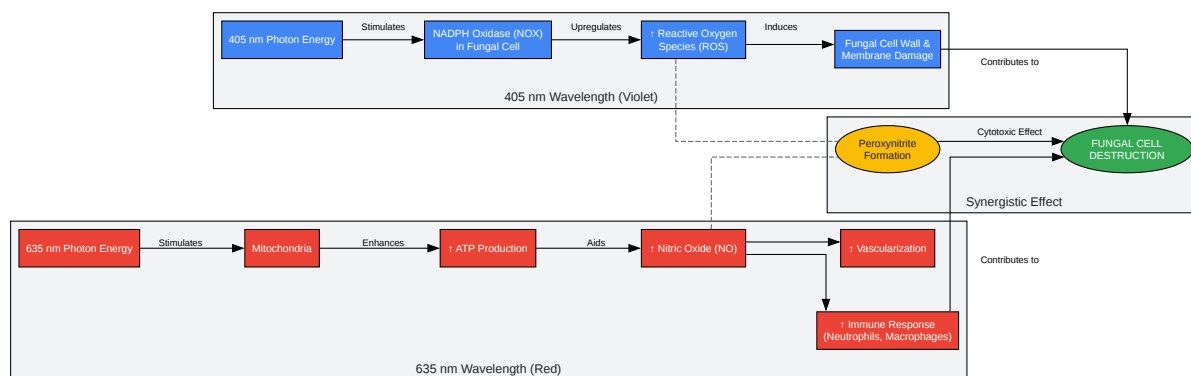 Stimulates
Upregulates
Induces
405 nm Photon Energy
NADPH Oxidase (NOX)
in Fungal Cell
↑ Reactive Oxygen
Species (ROS)
Fungal Cell Wall &
Membrane Damage
Contributes to
405 nm Wavelength (Violet)
Peroxynitrite
Formation
Cytotoxic Effect
FUNGAL CELL
DESTRUCTION
Synergistic Effect
635 nm Photon Energy
Stimulates
Mitochondria
Enhances
↑ ATP Production
Aids
↑ Nitric Oxide (NO)
↑ Vascularization
Contributes to
↑ Immune Response
(Neutrophils, Macrophages)
635 nm Wavelength (Red)